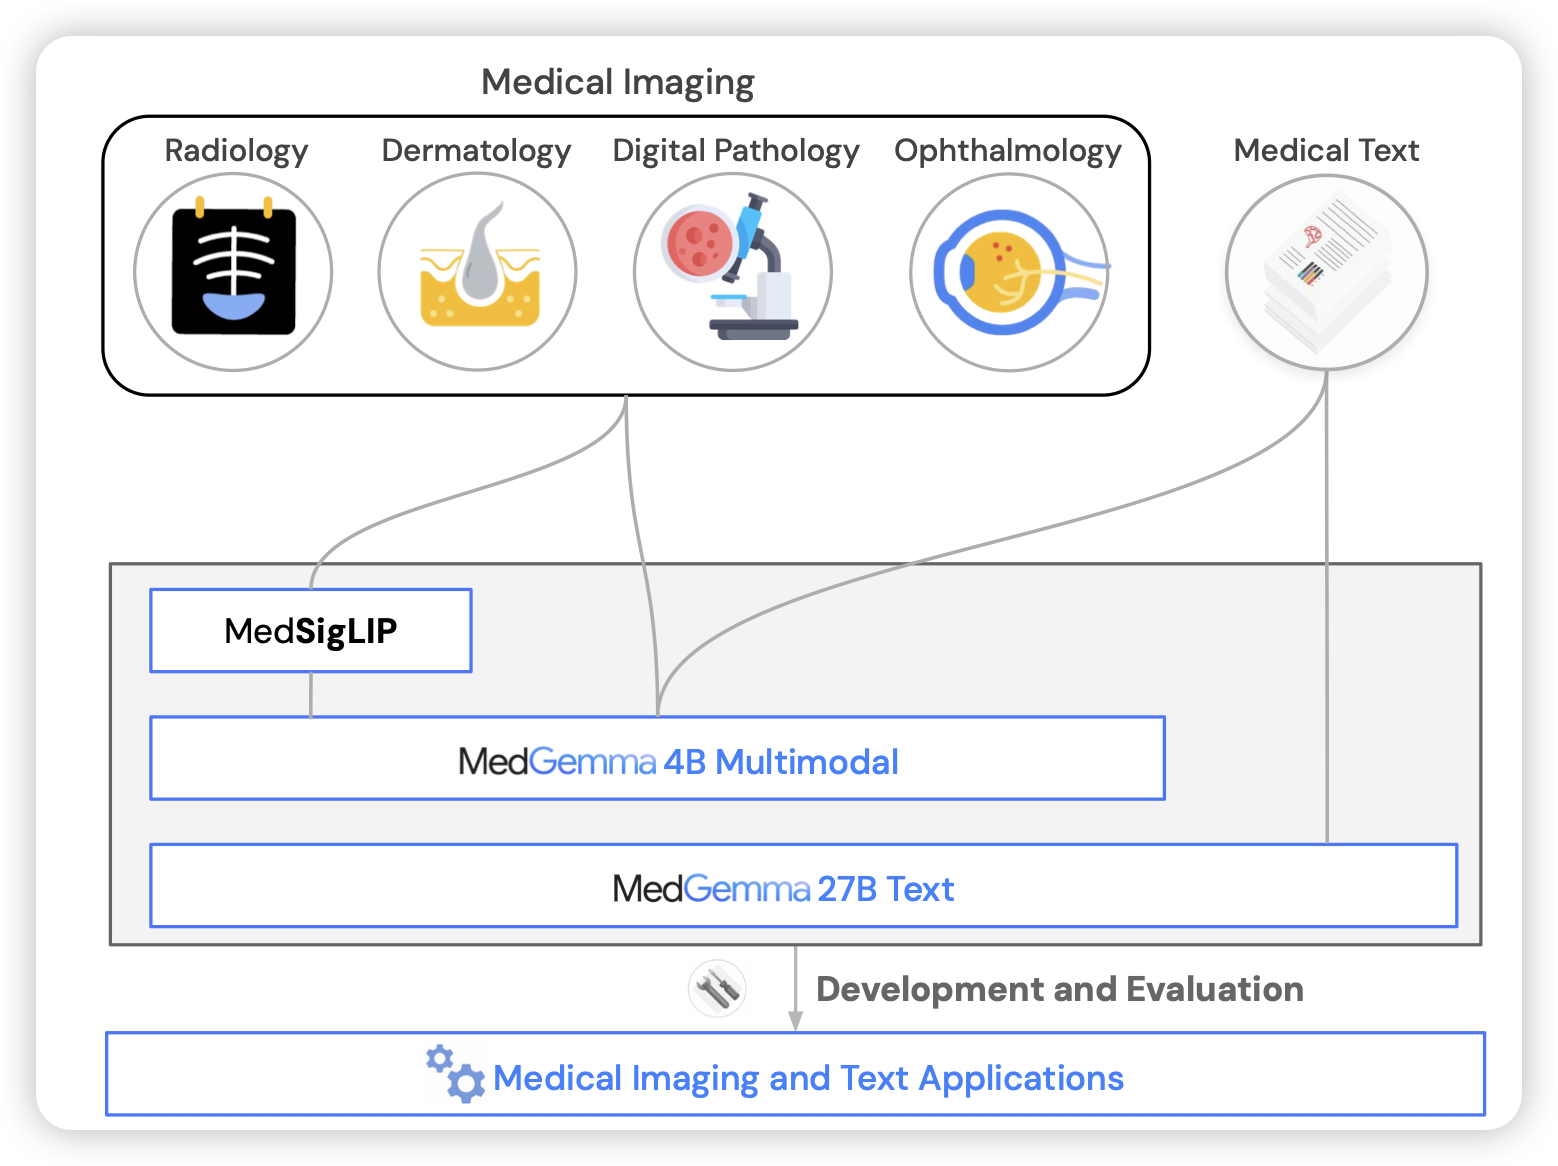 Medical Imaging
Radiology
Dermatology
Digital Pathology
Ophthalmology
Medical Text
MedSigLIP
MedGemma 4B Multimodal
MedGemma 27B Text
Development and Evaluation
Medical Imaging and Text Applications